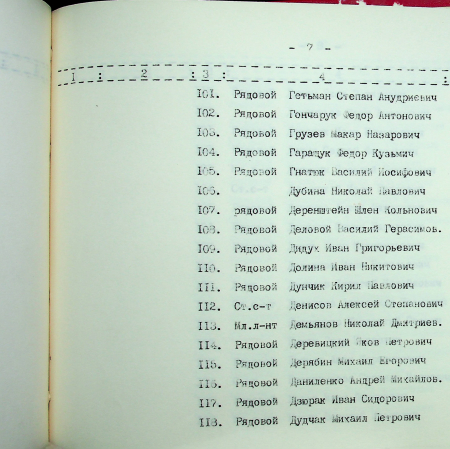 - 7 -
1 : 2 : 3 : 4 :
101. Рядовой Гетьман Степан Анудриевич
102. Рядовой Гончарук Федор Антонович
103. Рядовой Грузев Макар Назарович
104. Рядовой Гаращук Федор Кузьмич
105. Рядовой Гнатюк Василий Иосифович
106. Дубина Николай Павлович
107. рядовой Деренштейн Шлен Кольнович
108. Рядовой Деловой Василий Герасимов.
109. Рядовой Дядух Иван Григорьевич
110. Рядовой Долина Иван Никитович
111. Рядовой Дунчик Кирил Павлович
112. Ст.с-т Денисов Алексей Степанович
113. Мл.л-нт Демьянов Николай Дмитриев.
114. Рядовой Деревицкий Яков Петрович
115. Рядовой Дерябин Михаил Егорович
116. Рядовой Даниленко Андрей Михайлов.
117. Рядовой Дзюрак Иван Сидорович
118. Рядовой Дудчак Михаил Петрович